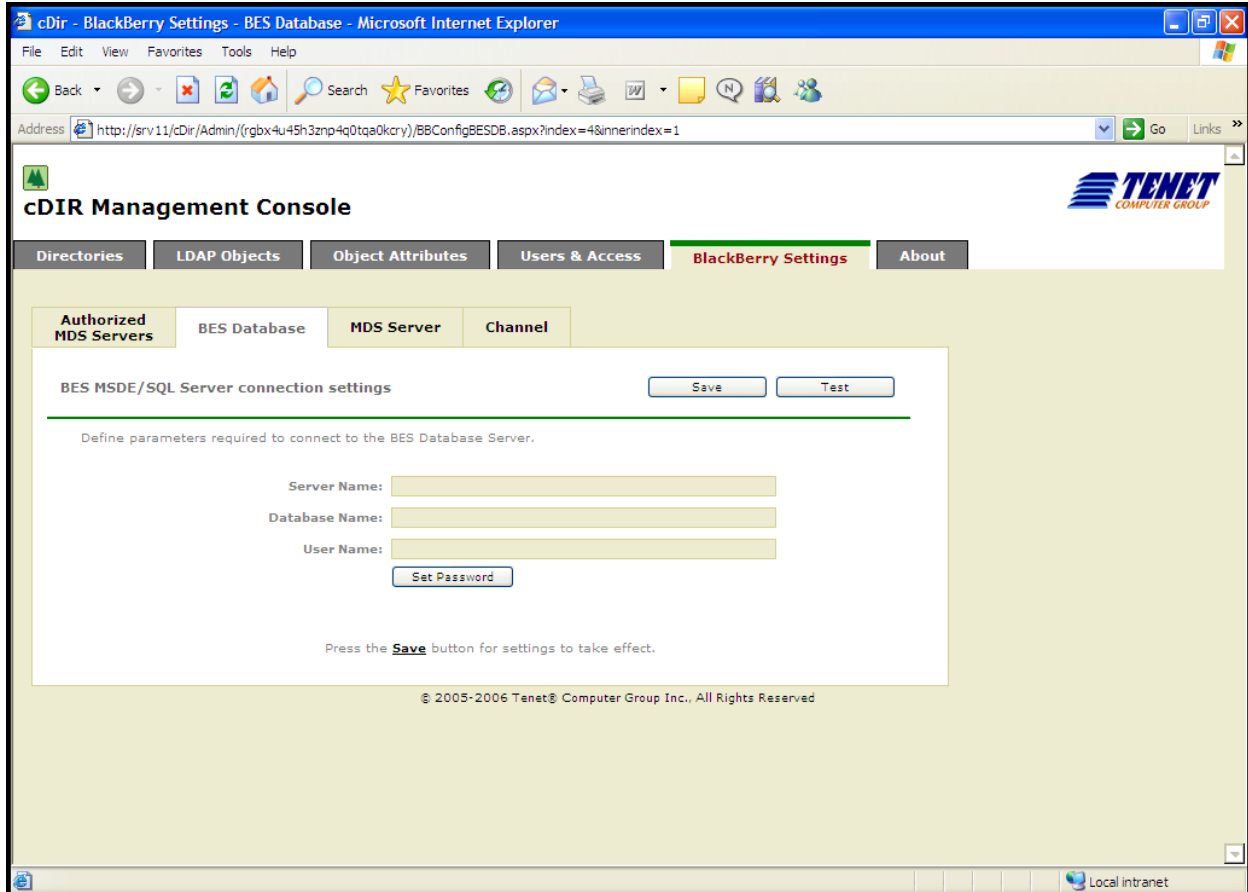 cDir - BlackBerry Settings - BES Database - Microsoft Internet Explorer
File Edit View Favorites Tools Help
Back Search Favorites
Address http://srv11/cDir/Admin/(rgbx4u45h3znp4q0tqa0kcry)/BBConfigBESDB.aspx?index=4&innerindex=1 Go Links »
cDIR Management Console
TENET
COMPUTER GROUP
Directories LDAP Objects Object Attributes Users & Access BlackBerry Settings About
Authorized
MDS Servers BES Database MDS Server Channel
BES MSDE/SQL Server connection settings Save Test
Define parameters required to connect to the BES Database Server.
Server Name:
Database Name:
User Name:
Set Password
Press the Save button for settings to take effect.
© 2005-2006 Tenet® Computer Group Inc., All Rights Reserved
Local intranet